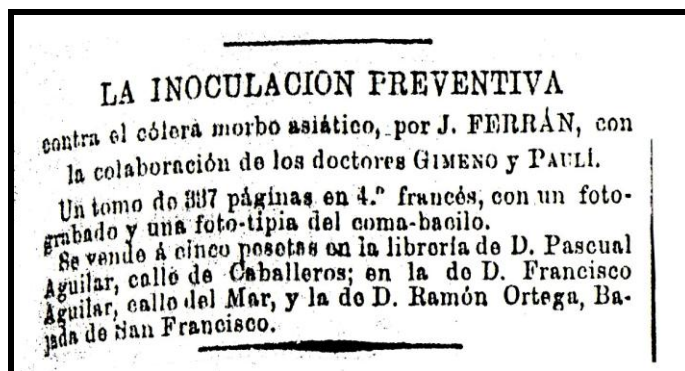 LA INOCULACION PREVENTIVA
contra el cólera morbo asiático, por J. FERRÁN, con
la colaboración de los doctores GIMENO y PAULÍ.
Un tomo de 337 páginas en 4.º francés, con un foto-
grabado y una foto-tipia del coma-bacilo.
Se vende á cinco pesetas en la librería de D. Pascual
Aguilar, calle de Caballeros; en la de D. Francisco
Aguilar, calle del Mar, y la de D. Ramón Ortega, Ba-
jada de San Francisco.